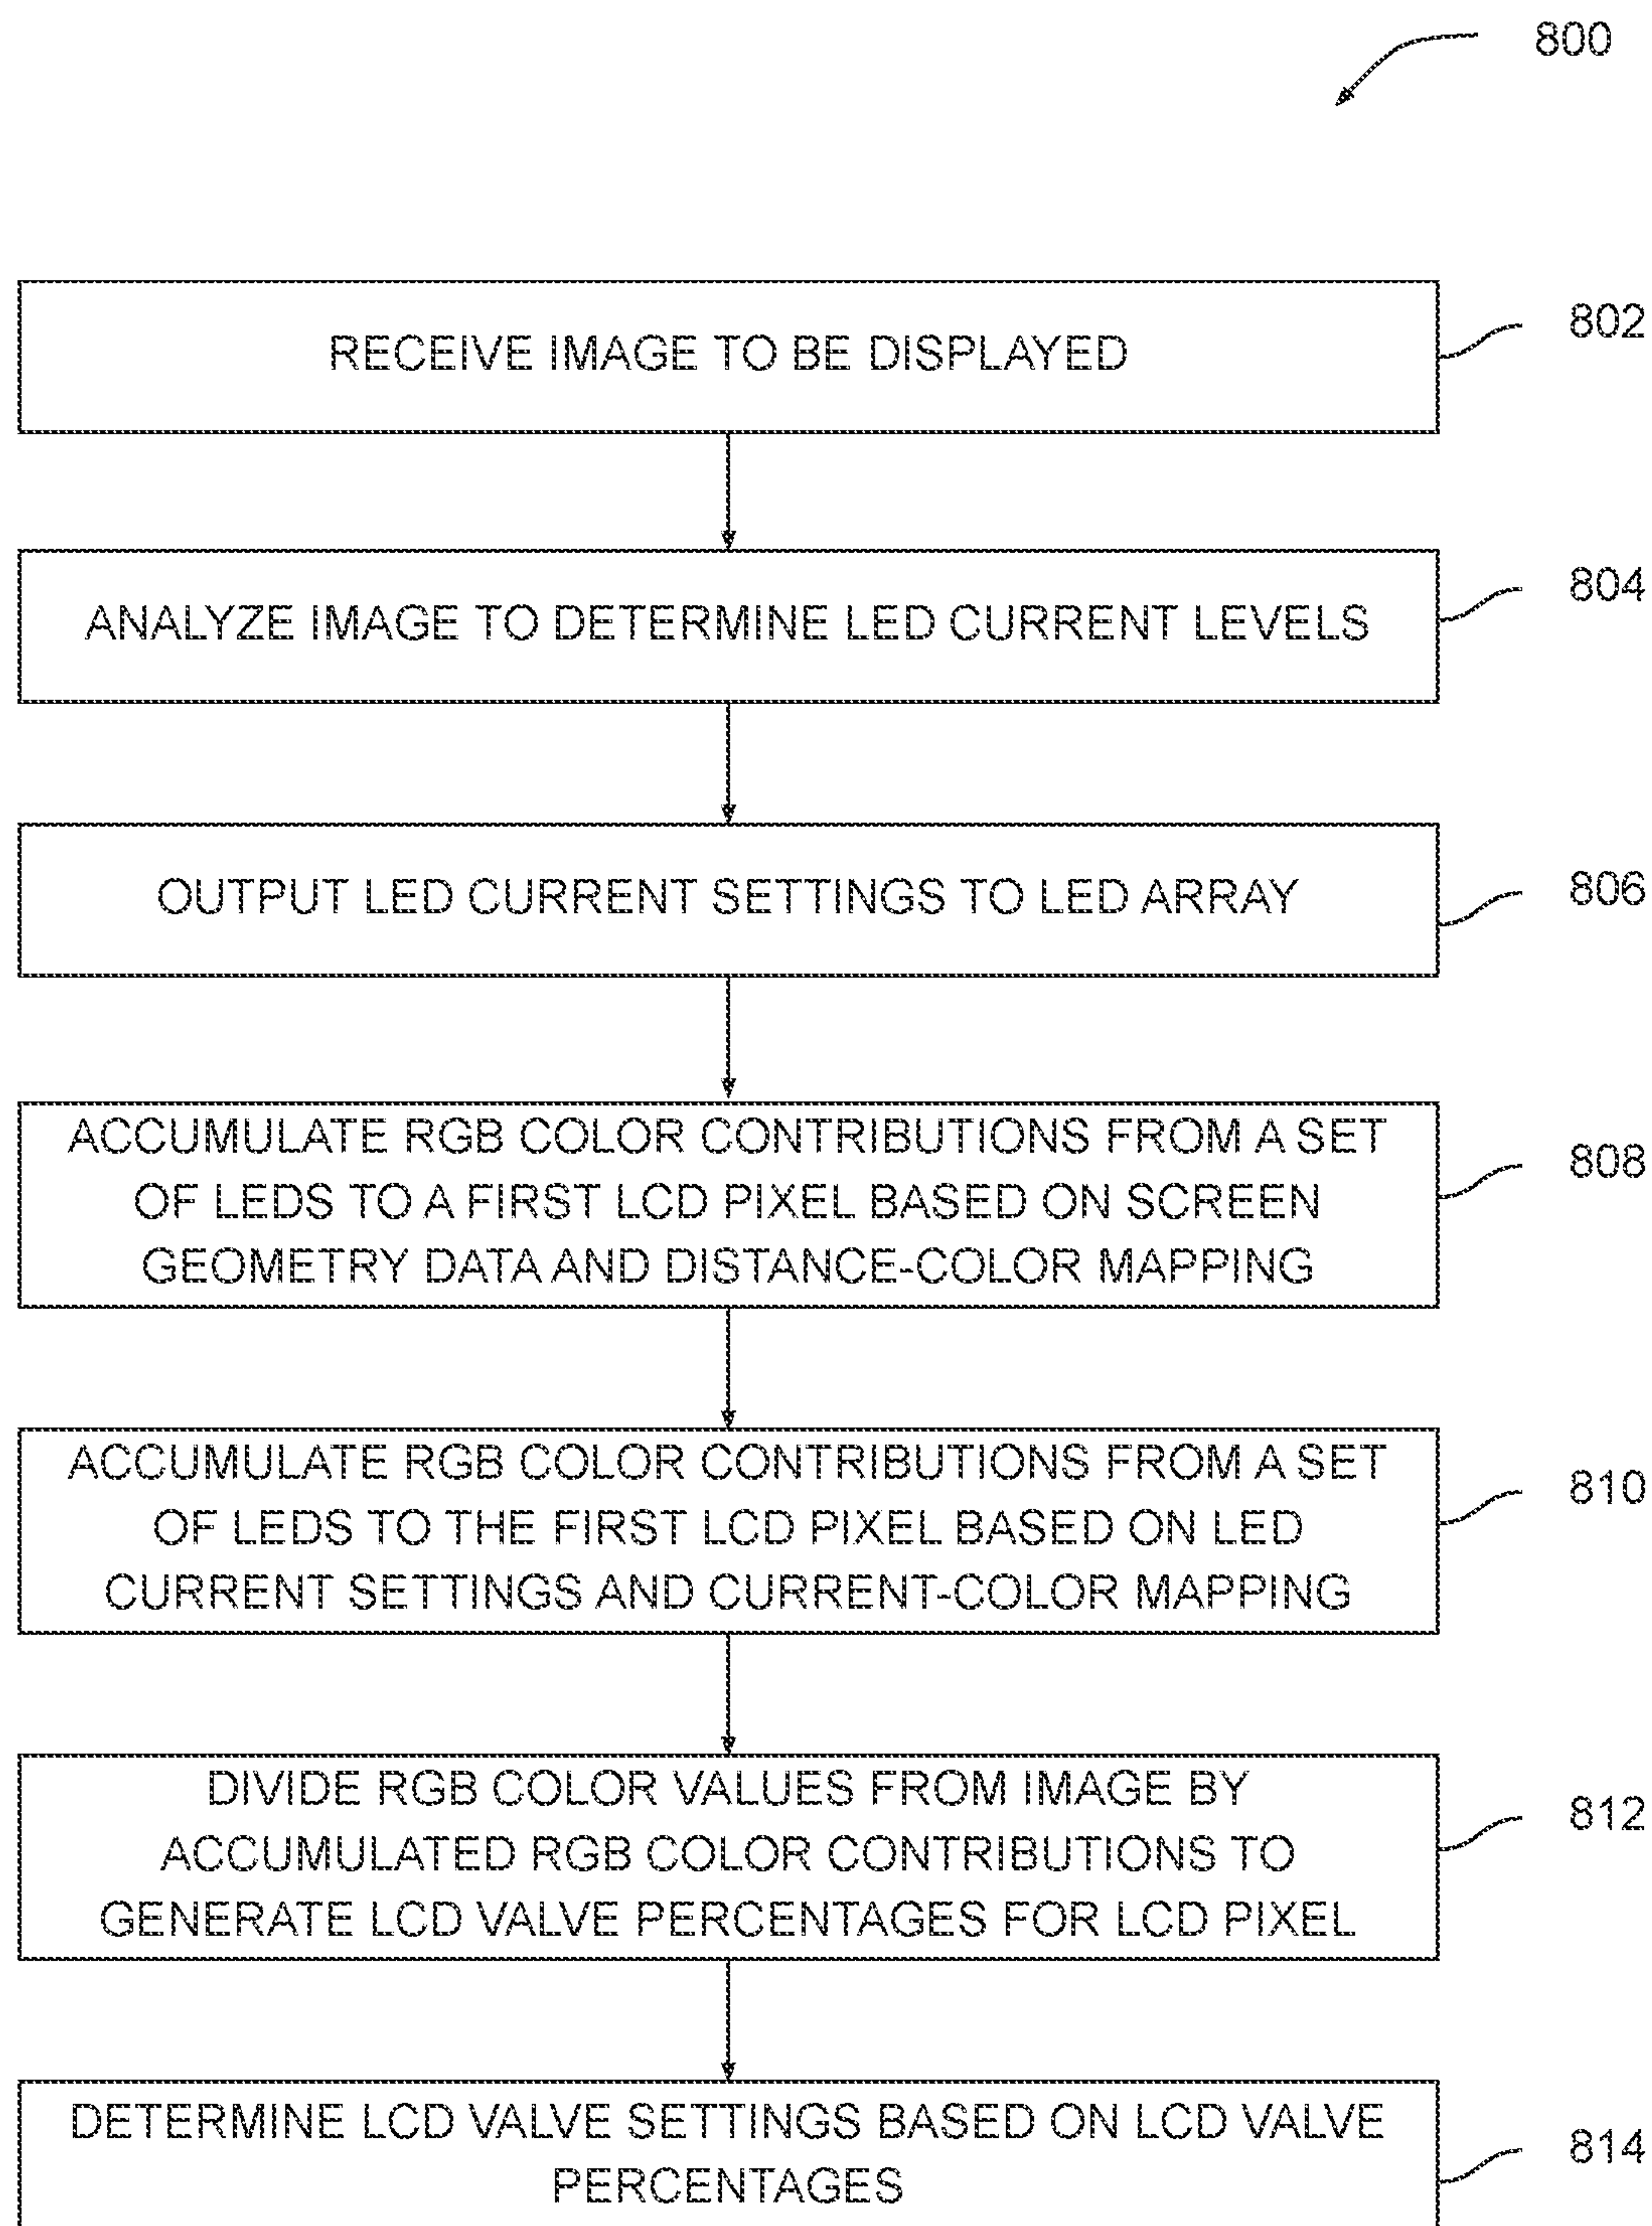 800
RECEIVE IMAGE TO BE DISPLAYED
802
ANALYZE IMAGE TO DETERMINE LED CURRENT LEVELS
804
OUTPUT LED CURRENT SETTINGS TO LED ARRAY
806
ACCUMULATE RGB COLOR CONTRIBUTIONS FROM A SET
OF LEDS TO A FIRST LCD PIXEL BASED ON SCREEN
GEOMETRY DATA AND DISTANCE-COLOR MAPPING
808
ACCUMULATE RGB COLOR CONTRIBUTIONS FROM A SET
OF LEDS TO THE FIRST LCD PIXEL BASED ON LED
CURRENT SETTINGS AND CURRENT-COLOR MAPPING
810
DIVIDE RGB COLOR VALUES FROM IMAGE BY
ACCUMULATED RGB COLOR CONTRIBUTIONS TO
GENERATE LCD VALVE PERCENTAGES FOR LCD PIXEL
812
DETERMINE LCD VALVE SETTINGS BASED ON LCD VALVE
PERCENTAGES
814